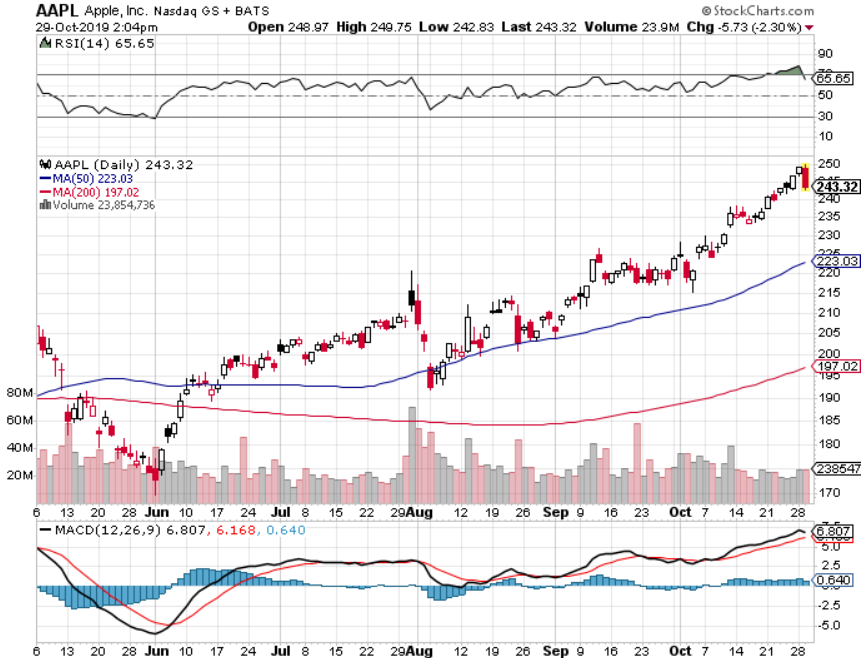 AAPL Apple, Inc. Nasdaq GS + BATS © StockCharts.com
29-Oct-2019 2:04pm Open 248.97 High 249.75 Low 242.83 Last 243.32 Volume 23.9M Chg -5.73 (-2.30%)
RSI(14) 65.65
90
65.65
50
30
10
AAPL (Daily) 243.32
MA(50) 223.03
MA(200) 197.02
Volume 23,854,736
250
243.32
240
235
230
223.03
220
215
210
205
200
197.02
195
190
185
180
238547
170
80M
60M
40M
20M
6 13 20 28 Jun 10 17 24 Jul 8 15 22 29 Aug 12 19 26 Sep 9 16 23 Oct 7 14 21 28
MACD(12,26,9) 6.807, 6.168, 0.640
6.807
5.0
2.5
0.640
-2.5
-5.0
6 13 20 28 Jun 10 17 24 Jul 8 15 22 29 Aug 12 19 26 Sep 9 16 23 Oct 7 14 21 28